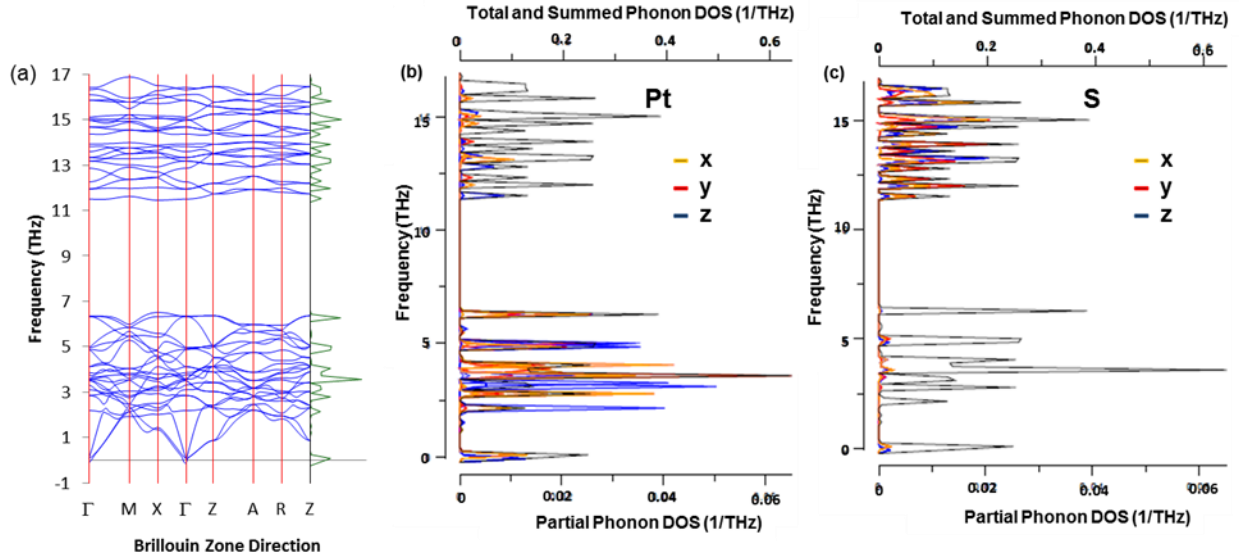 Total and Summed Phonon DOS (1/THz)
0 0.2 0.4 0.6
Total and Summed Phonon DOS (1/THz)
0 0.2 0.4 0.6
(a)
17
15
13
11
9
7
5
3
1
-1
Frequency (THz)
Γ M X Γ Z A R Z
Brillouin Zone Direction
(b)
Pt
x
y
z
15
10
5
0
Frequency (THz)
0 0.02 0.04 0.06
Partial Phonon DOS (1/THz)
(c)
S
x
y
z
15
10
5
0
Frequency (THz)
0 0.02 0.04 0.06
Partial Phonon DOS (1/THz)